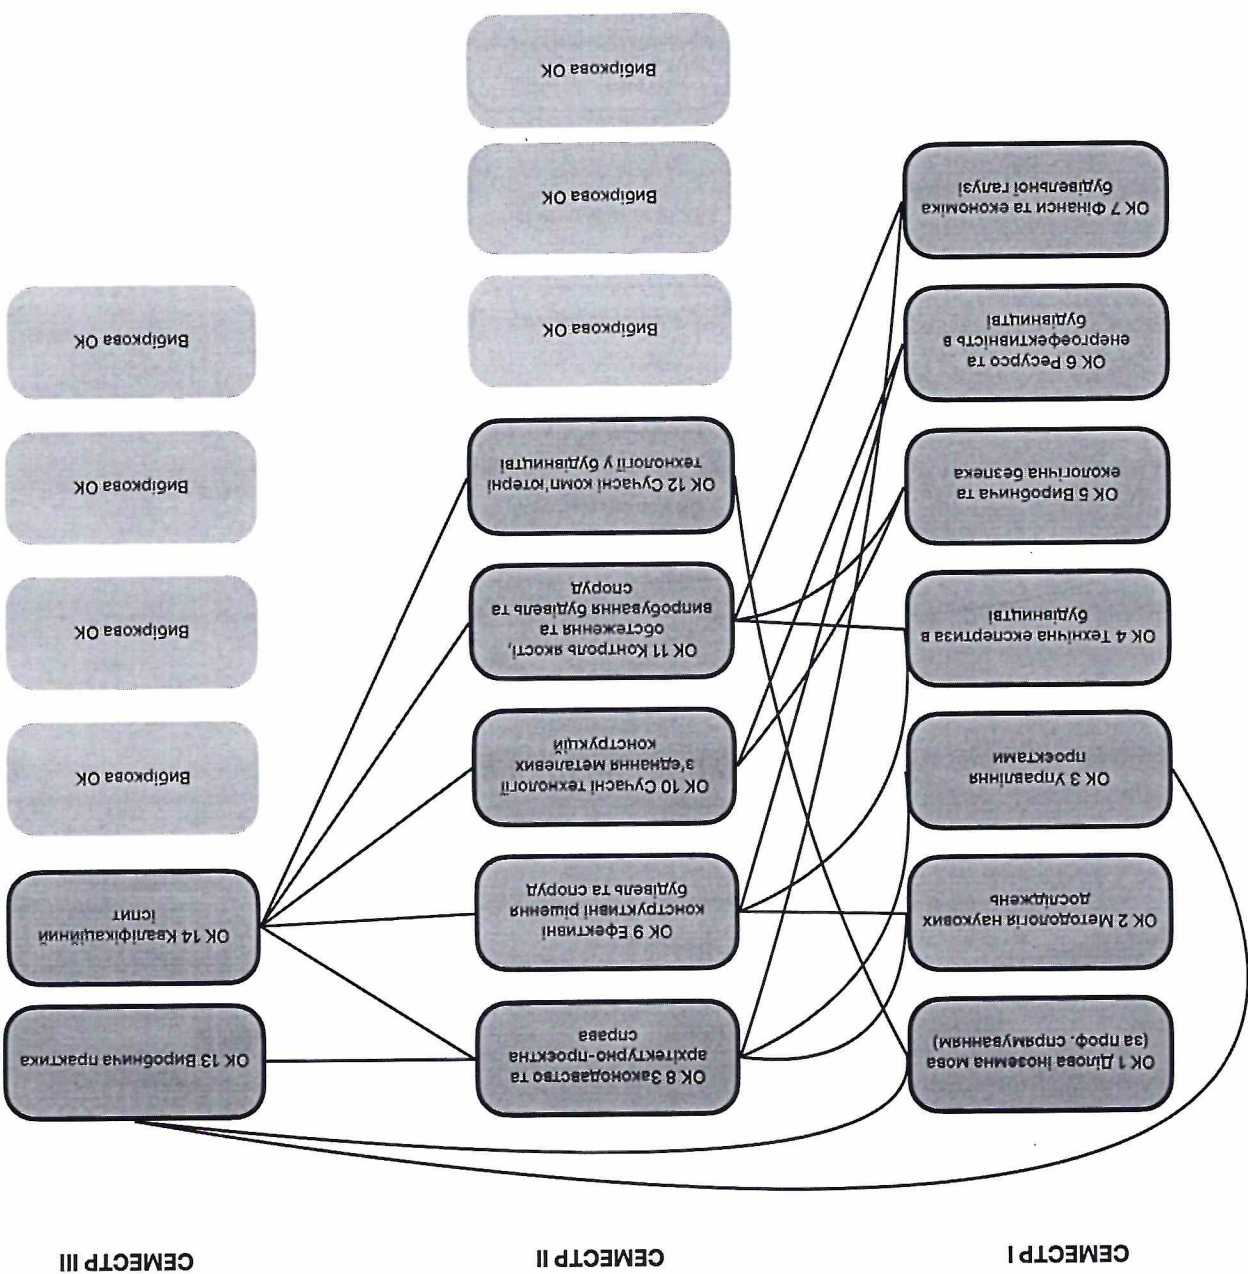 СЕМЕСТР I
СЕМЕСТР II
СЕМЕСТР III
ОК 1 Ділова іноземна мова
(за проф. спрямуванням)
ОК 2 Методологія наукових
досліджень
ОК 3 Управління
проєктами
ОК 4 Технічна експертиза в
будівництві
ОК 5 Виробнича та
екологічна безпека
ОК 6 Ресурсо та
енергоефективність в
будівництві
ОК 7 Фінанси та економіка
будівельної галузі
ОК 8 Законодавство та
архітектурно-проєктна
справа
ОК 9 Ефективні
конструктивні рішення
будівель та споруд
ОК 10 Сучасні технології
з'єднання металевих
конструкцій
ОК 11 Контроль якості,
обстеження та
випробування будівель та
споруд
ОК 12 Сучасні комп'ютерні
технології у будівництві
Вибіркова ОК
Вибіркова ОК
Вибіркова ОК
ОК 13 Виробнича практика
ОК 14 Кваліфікаційний
іспит
Вибіркова ОК
Вибіркова ОК
Вибіркова ОК
Вибіркова ОК